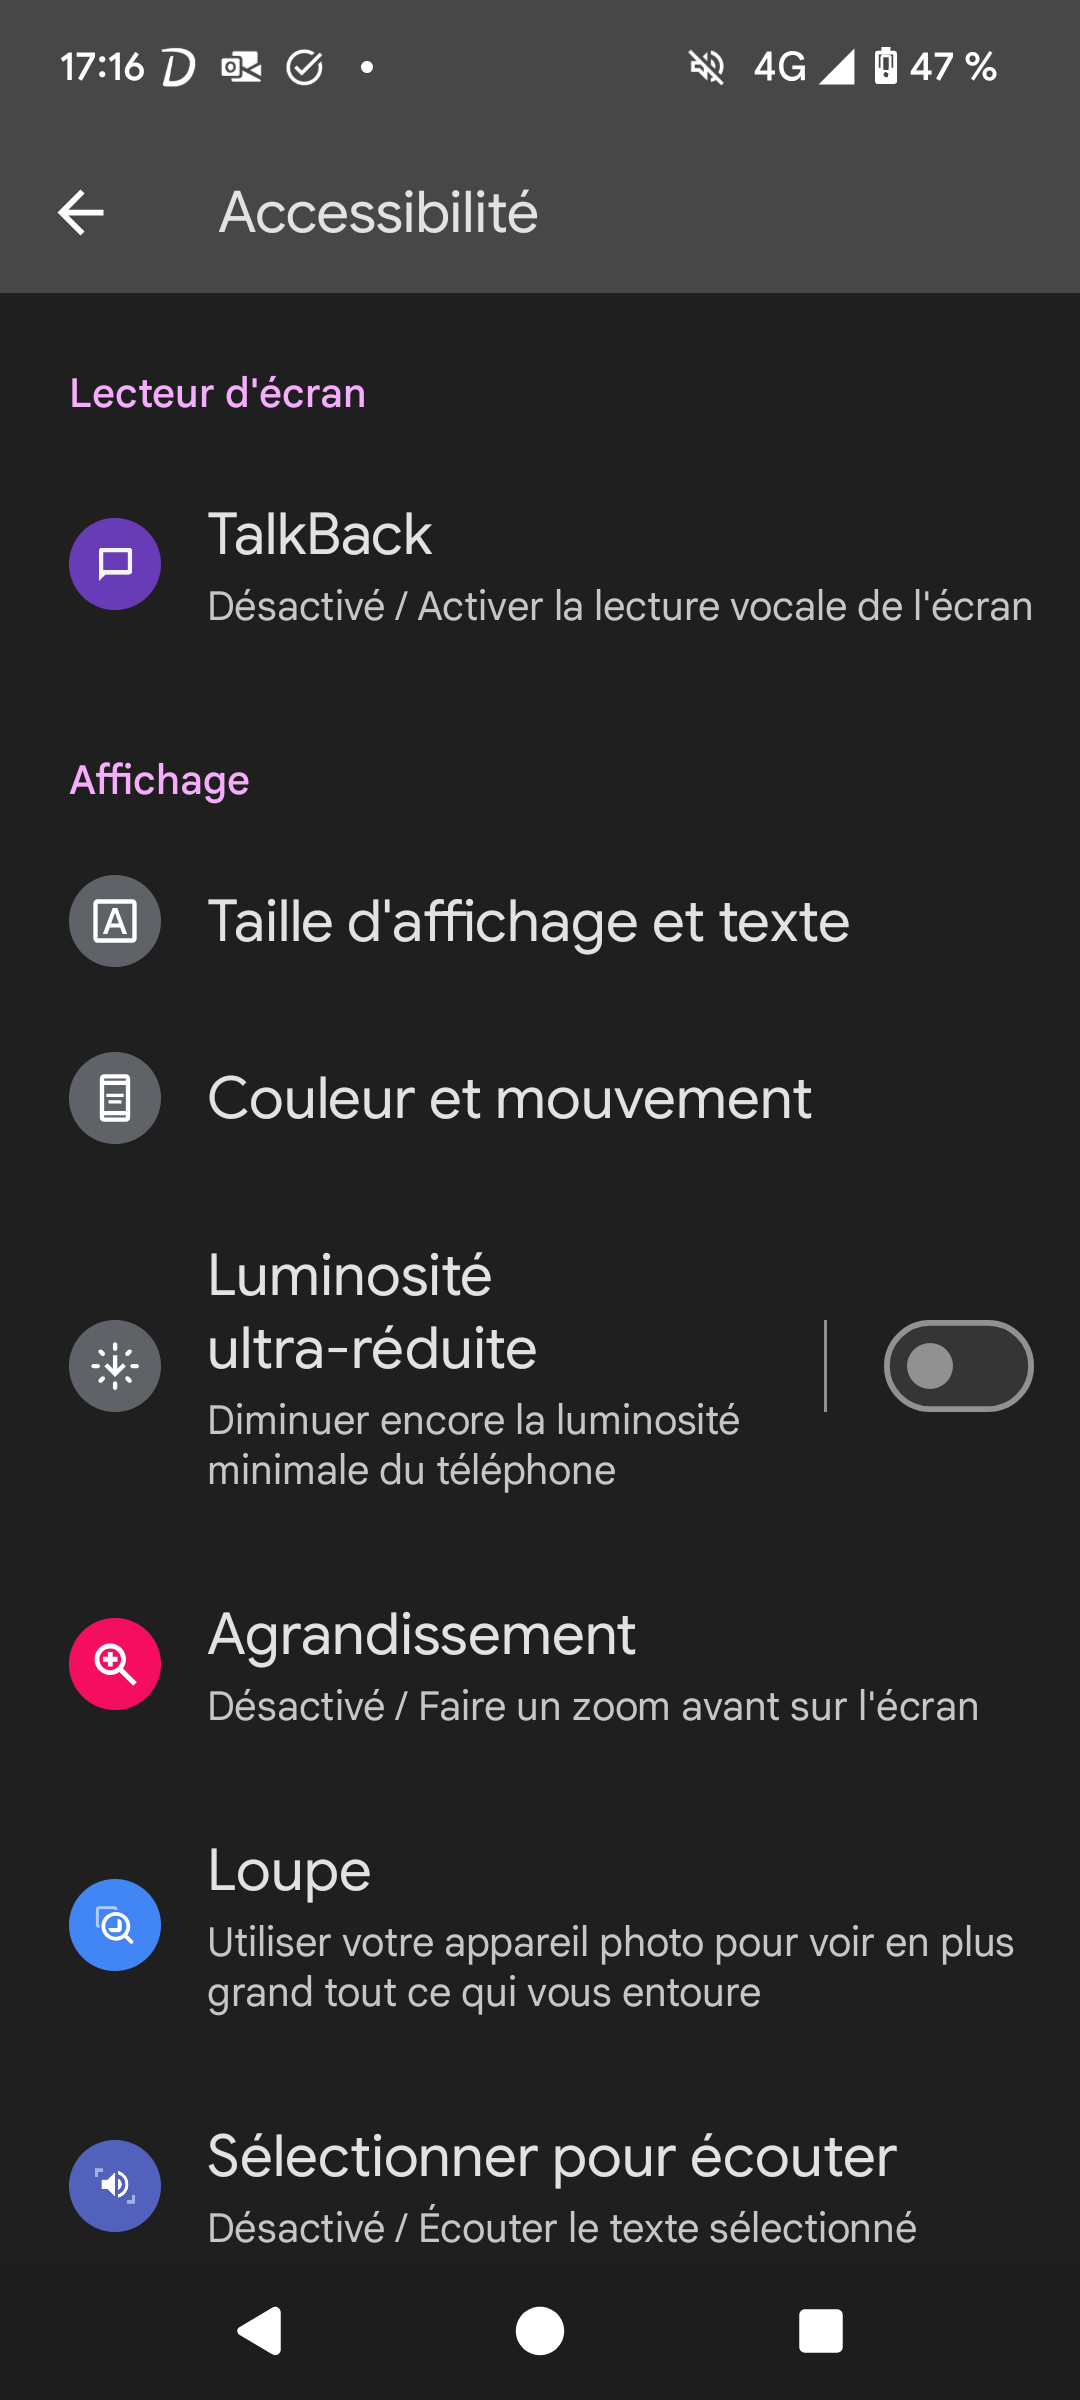 17:16 4G 47 %
Accessibilité
Lecteur d'écran
TalkBack
Désactivé / Activer la lecture vocale de l'écran
Affichage
Taille d'affichage et texte
Couleur et mouvement
Luminosité
ultra-réduite
Diminuer encore la luminosité
minimale du téléphone
Agrandissement
Désactivé / Faire un zoom avant sur l'écran
Loupe
Utiliser votre appareil photo pour voir en plus
grand tout ce qui vous entoure
Sélectionner pour écouter
Désactivé / Écouter le texte sélectionné